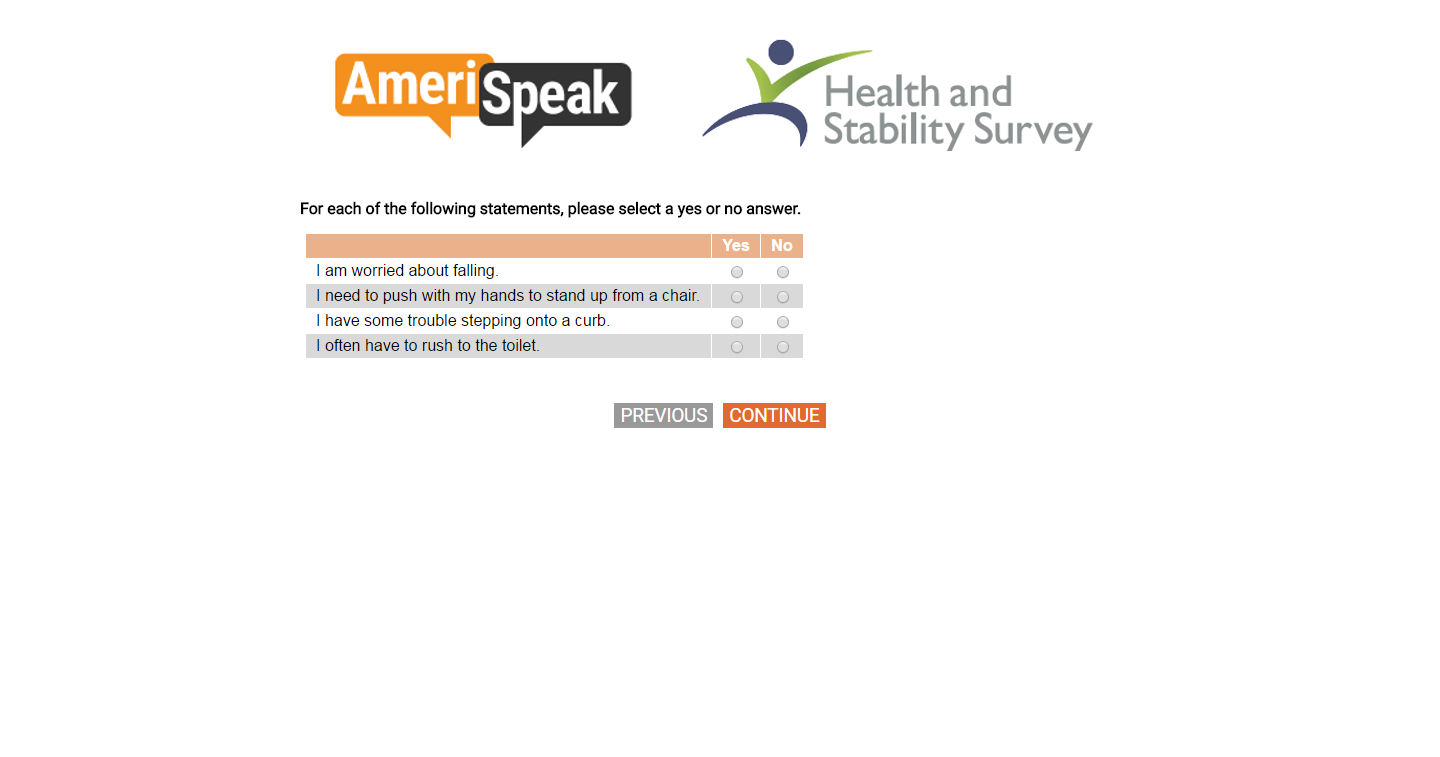 AmeriSpeak
Health and
Stability Survey
For each of the following statements, please select a yes or no answer.
Yes No
I am worried about falling.
I need to push with my hands to stand up from a chair.
I have some trouble stepping onto a curb.
I often have to rush to the toilet.
PREVIOUS CONTINUE